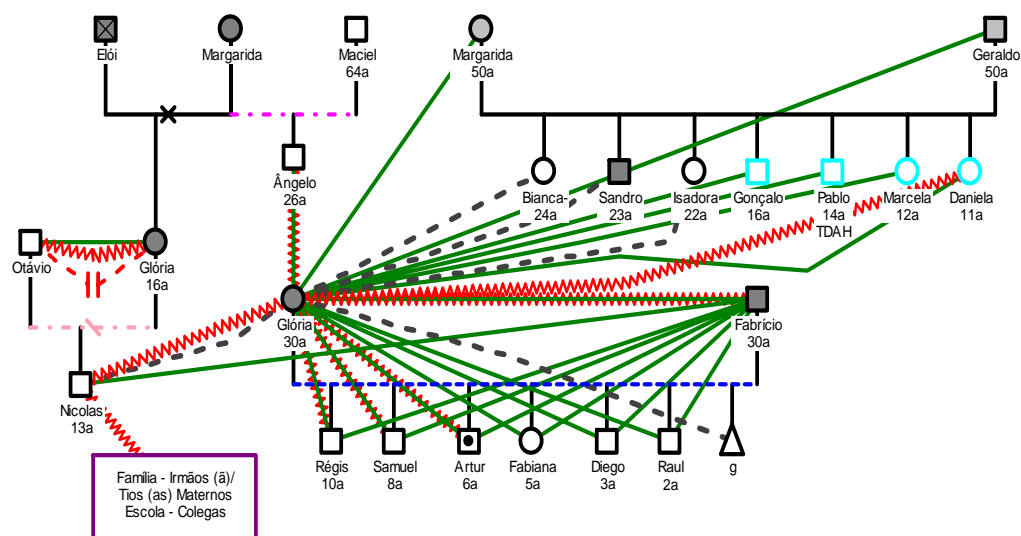 Elói
Margarida
Maciel
64a
Margarida
50a
Geraldo
50a
Ângelo
26a
Bianca-
24a
Sandro
23a
Isadora
22a
Gonçalo
16a
Pablo
14a
TDAH
Marcela
12a
Daniela
11a
Otávio
Glória
16a
Glória
30a
Fabrício
30a
Nicolas
13a
Régis
10a
Samuel
8a
Artur
6a
Fabiana
5a
Diego
3a
Raul
2a
g
Família - Irmãos (ã)/
Tios (as) Maternos
Escola - Colegas